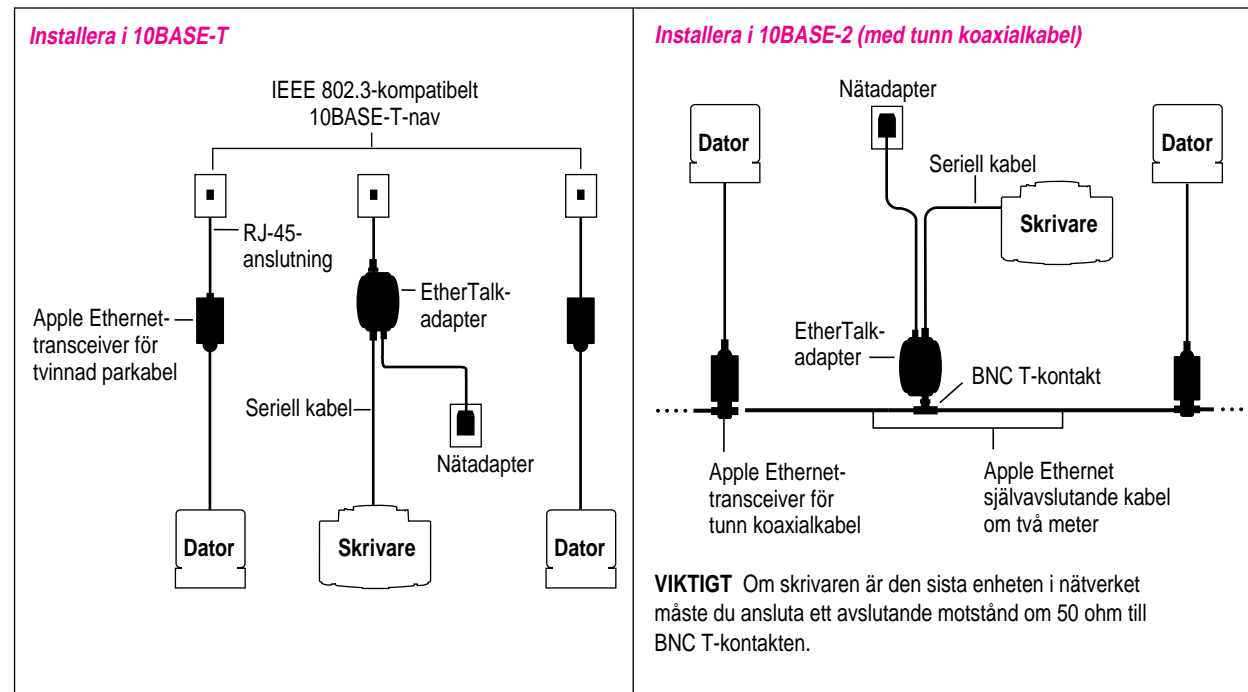 Installera i 10BASE-T
IEEE 802.3-kompatibelt
10BASE-T-nav
RJ-45-
anslutning
EtherTalk-
adapter
Apple Ethernet-
transceiver för
tvinnad parkabel
Seriell kabel
Nätadapter
Dator
Skrivare
Dator
Installera i 10BASE-2 (med tunn koaxialkabel)
Nätadapter
Dator
Dator
Seriell kabel
Skrivare
EtherTalk-
adapter
BNC T-kontakt
Apple Ethernet-
transceiver för
tunn koaxialkabel
Apple Ethernet
självavslutande kabel
om två meter
VIKTIGT Om skrivaren är den sista enheten i nätverket
måste du ansluta ett avslutande motstånd om 50 ohm till
BNC T-kontakten.